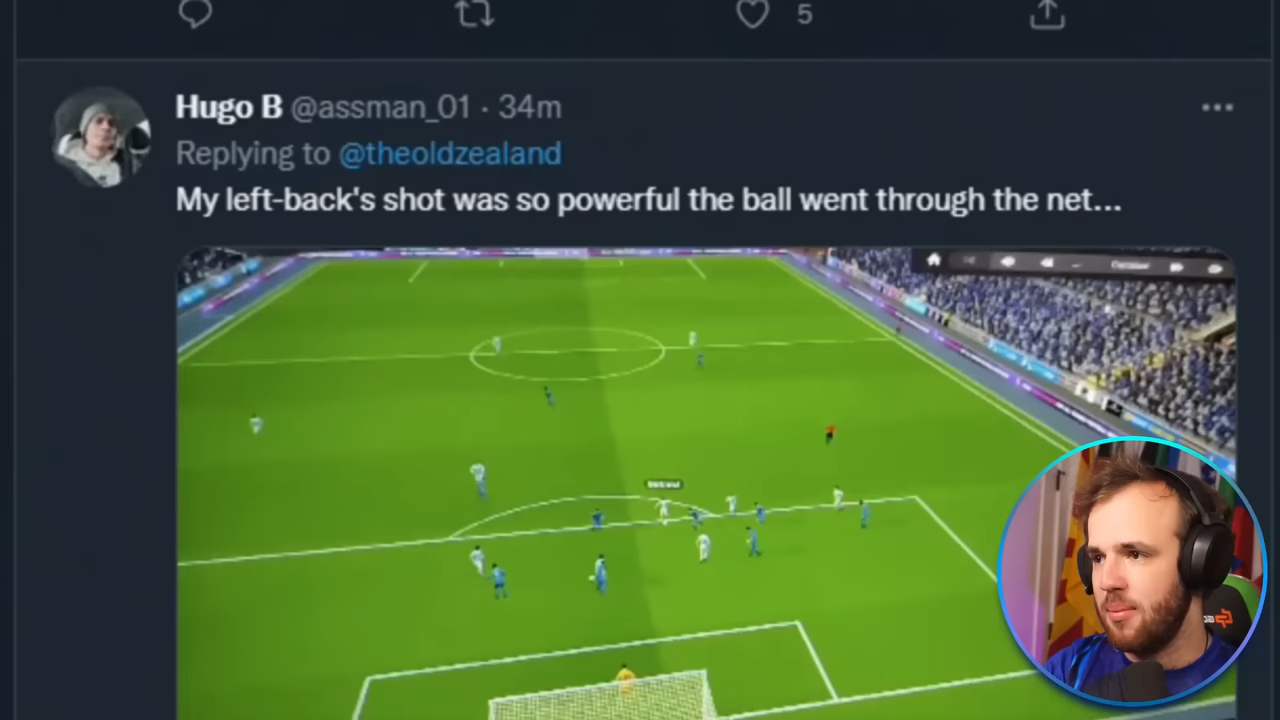 5
Hugo B @assman_01 · 34m
Replying to @theoldzealand
My left-back's shot was so powerful the ball went through the net...